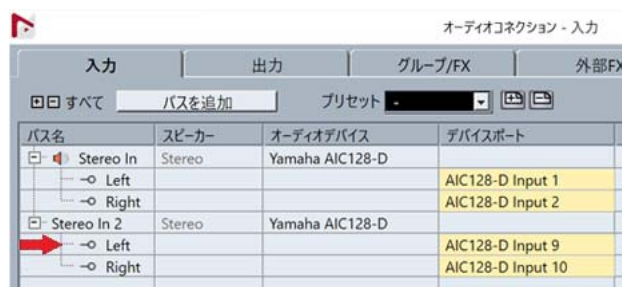 オーディオコネクション - 入力
入力 出力 グループ/FX 外部FX
すべて バスを追加 プリセット -
バス名 スピーカー オーディオデバイス デバイスポート
Stereo In Stereo Yamaha AIC128-D
Left AIC128-D Input 1
Right AIC128-D Input 2
Stereo In 2 Stereo Yamaha AIC128-D
Left AIC128-D Input 9
Right AIC128-D Input 10